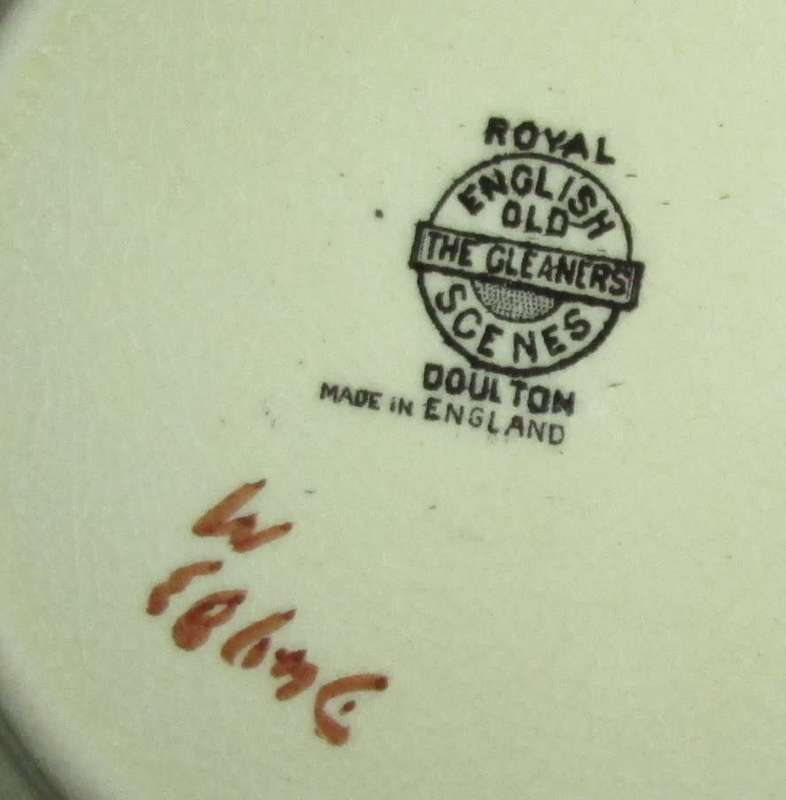 ROYAL
ENGLISH
OLD
THE GLEANERS
SCENES
DOULTON
MADE IN ENGLAND
W